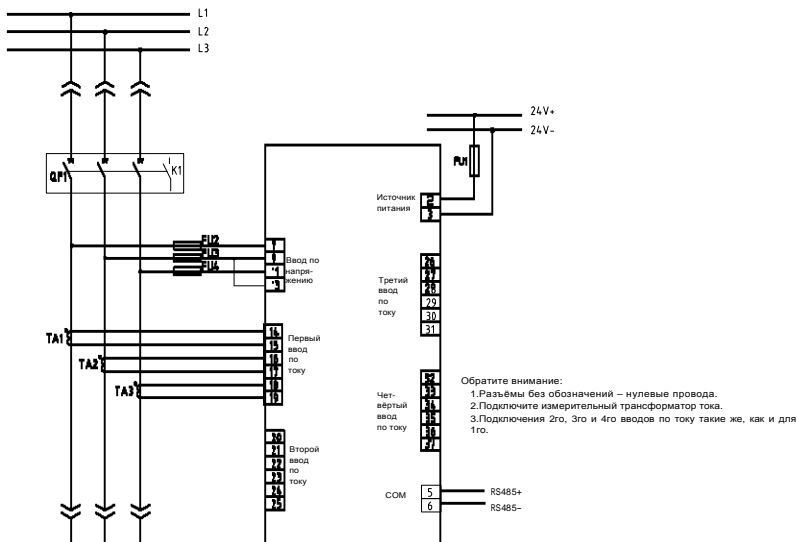 L1
L2
L3
QF1
K1
24V+
24V-
FU1
Источник
питания
2
3
FU2
FU3
FU4
Ввод по
напря-
жению
Третий
ввод
по
току
26
27
28
29
30
31
TA1
TA2
TA3
14
15
16
17
18
19
Первый
ввод
по
току
Чет-
вёртый
ввод
по току
32
33
34
35
36
37
Обратите внимание:
1.Разъёмы без обозначений – нулевые провода.
2.Подключите измерительный трансформатор тока.
3.Подключения 2го, 3го и 4го вводов по току такие же, как и для
1го.
20
21
22
23
24
25
Второй
ввод
по
току
COM
5
6
RS485+
RS485-